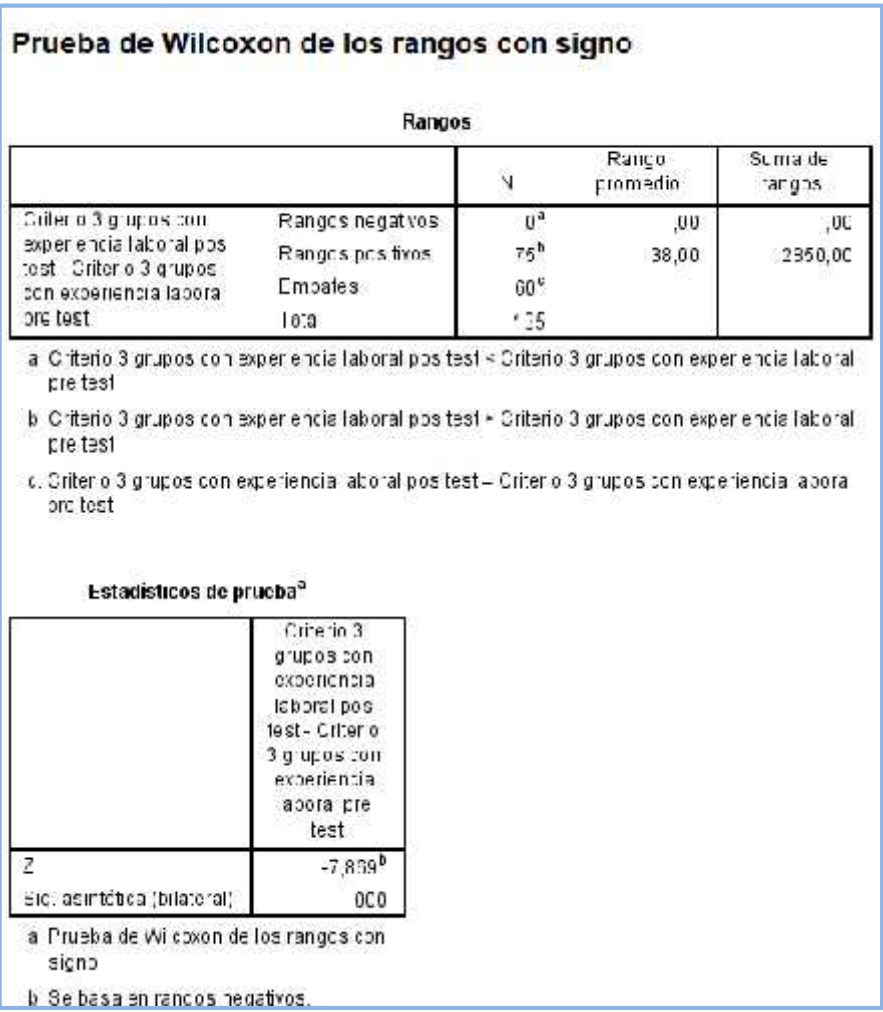 Prueba de Wilcoxon de los rangos con signo
Rangos
N
Rango promedio
Suma de rangos
Criterio 3 grupos con
experiencia laboral pos
test - Criterio 3 grupos
con experiencia labora
pre test
Rangos negativos 0a ,00 ,00
Rangos positivos 75b 38,00 2850,00
Empates 60c
Total 135
a Criterio 3 grupos con experiencia laboral pos test < Criterio 3 grupos con experiencia laboral
pre test
b Criterio 3 grupos con experiencia laboral pos test > Criterio 3 grupos con experiencia laboral
pre test
c. Criterio 3 grupos con experiencia laboral pos test = Criterio 3 grupos con experiencia labora
pre test
Estadísticos de pruebaa
Criterio 3
grupos con
experiencia
laboral pos
test - Criterio
3 grupos con
experiencia
labora pre
test
Z -7,869b
Sig. asintótica (bilateral) 000
a Prueba de Wilcoxon de los rangos con
signo
b Se basa en rangos negativos.